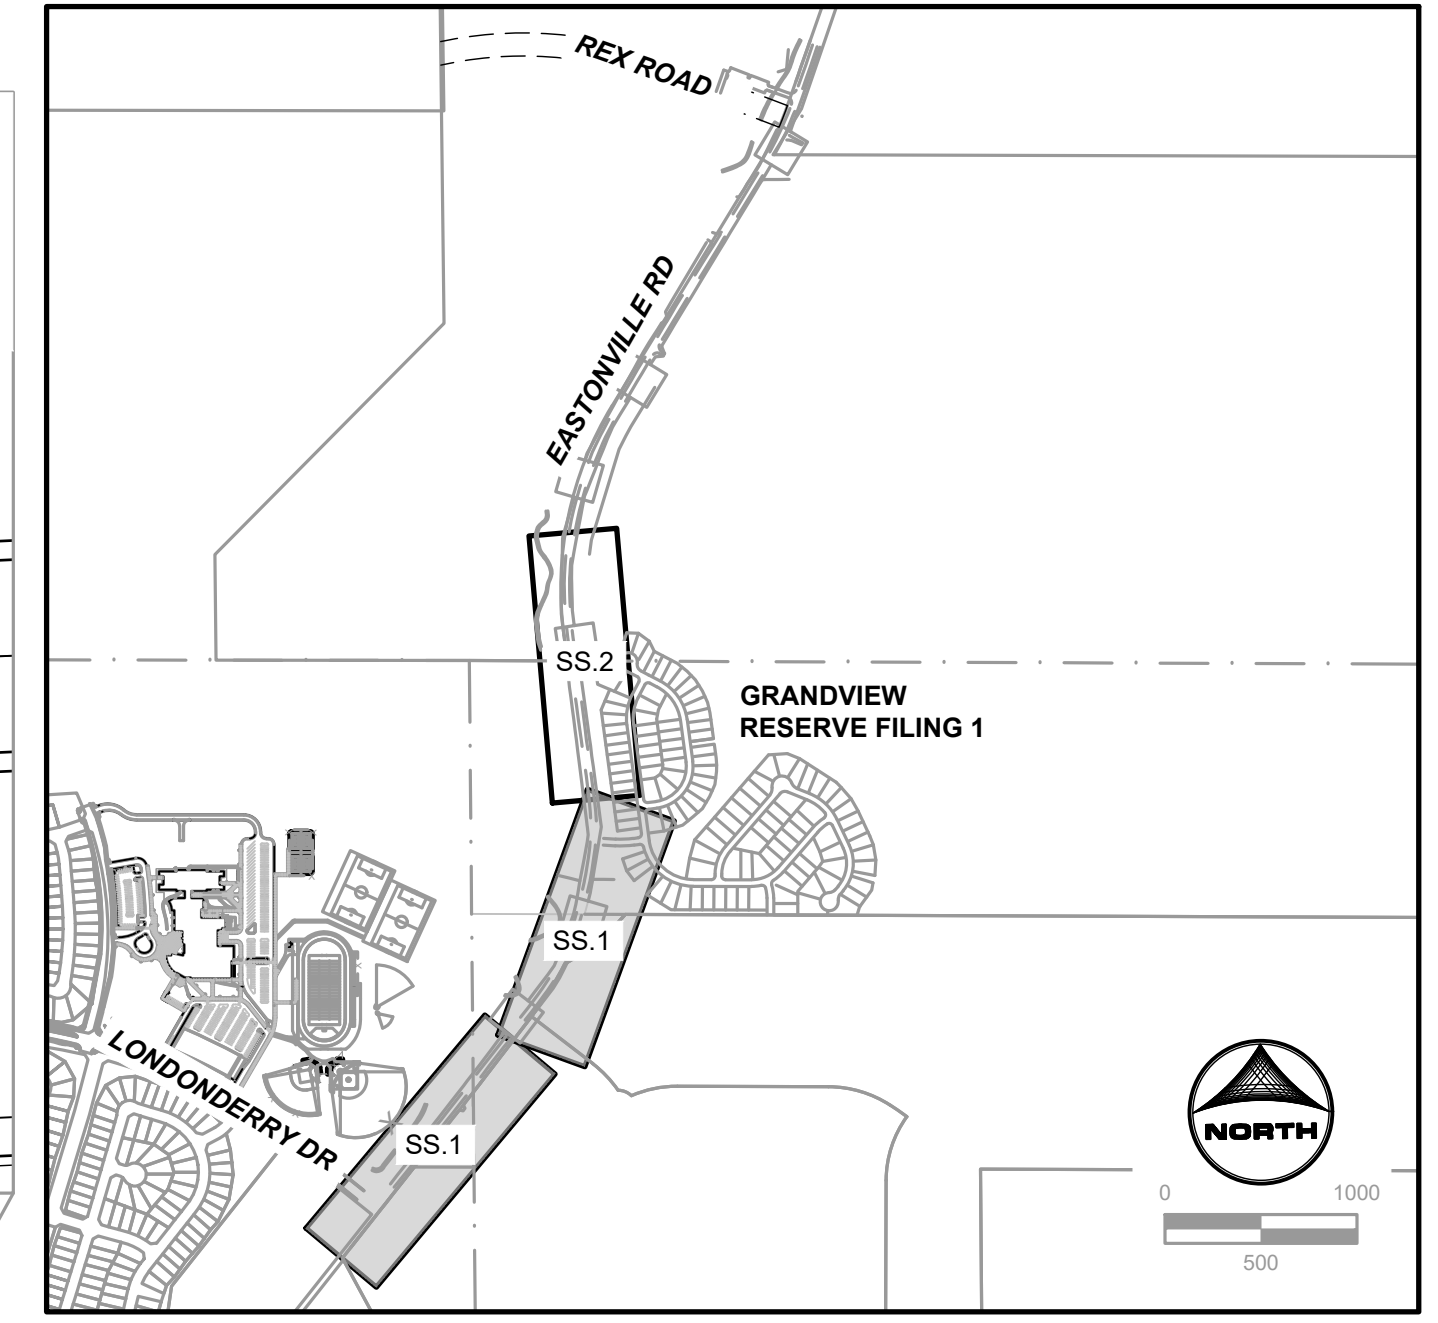 REX ROAD
EASTONVILLE RD
SS.2
GRANDVIEW
RESERVE FILING 1
SS.1
LONDONDERRY DR
SS.1
NORTH
0 1000
500